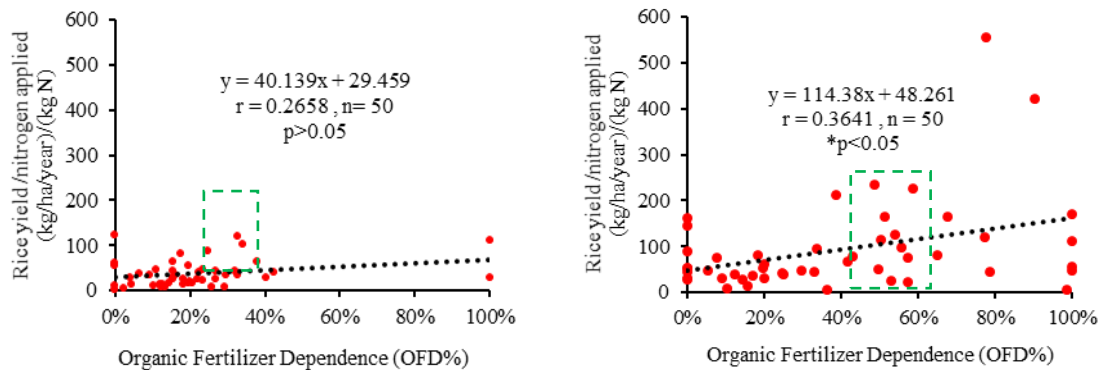 600
500
400
300
200
100
0
Rice yield /nitrogen applied
(kg/ha/year)/(kg N)
y = 40.139x + 29.459
r = 0.2658 , n= 50
p>0.05
0% 20% 40% 60% 80% 100%
Organic Fertilizer Dependence (OFD%)
600
500
400
300
200
100
0
Rice yield /nitrogen applied
(kg/ha/year)/(kg N)
y = 114.38x + 48.261
r = 0.3641 , n = 50
*p<0.05
0% 20% 40% 60% 80% 100%
Organic Fertilizer Dependence (OFD%)